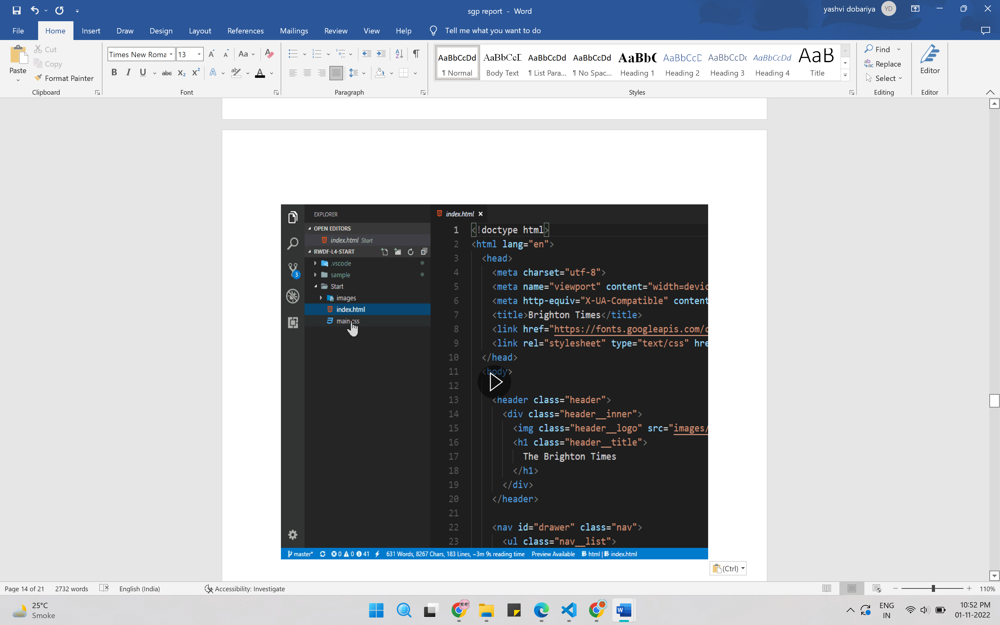 sgp report - Word
yashvi dobariya YD
File Home Insert Draw Design Layout References Mailings Review View Help Tell me what you want to do
Paste
Cut
Copy
Format Painter
Clipboard
Times New Roma 13
Font
Paragraph
AaBbCcDd AaBbCcD AaBbCcDd AaBbCcDd AaBb( AaBbCcD AaBbCcD AaBbCcDd AaB
¶ Normal Body Text ¶ List Para... ¶ No Spac... Heading 1 Heading 2 Heading 3 Heading 4 Title
Styles
Find
Replace
Select
Editing
Editor
Editor
EXPLORER
OPEN EDITORS
index.html Start
RWDF-L4-START
.vscode
sample
Start
images
index.html
main.css
3
index.html ×
1 <!doctype html>
2 <html lang="en">
3 <head>
4 <meta charset="utf-8">
5 <meta name="viewport" content="width=devic
6 <meta http-equiv="X-UA-Compatible" content
7 <title>Brighton Times</title>
8 <link href="https://fonts.googleapis.com/c
9 <link rel="stylesheet" type="text/css" hre
10 </head>
11 <body>
12
13 <header class="header">
14 <div class="header__inner">
15 <img class="header__logo" src="images/
16 <h1 class="header__title">
17 The Brighton Times
18 </h1>
19 </div>
20 </header>
21
22 <nav id="drawer" class="nav">
23 <ul class="nav__list">
master* 0 0 41 631 Words, 8267 Chars, 183 Lines, ~3m 9s reading time Preview Available html | index.html
(Ctrl)
Page 14 of 21 2732 words English (India) Accessibility: Investigate 110%
25°C
Smoke
ENG
IN
10:52 PM
01-11-2022